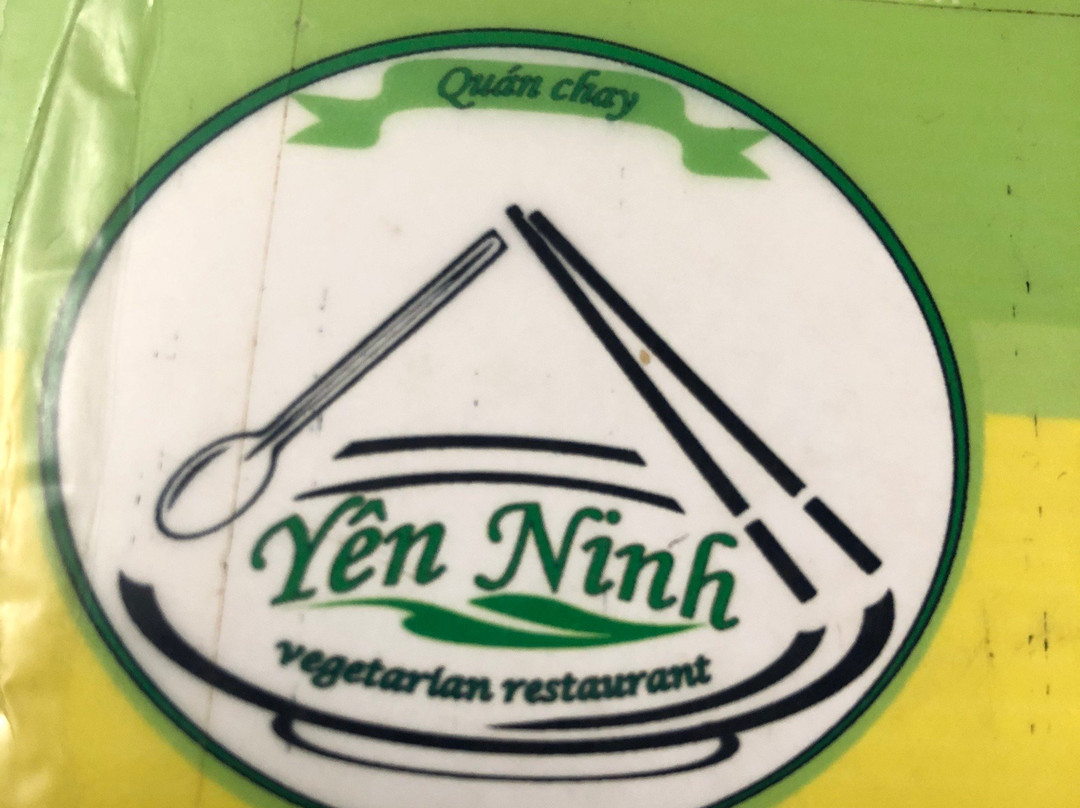 Quán chay
Yên Ninh
vegetarian restaurant